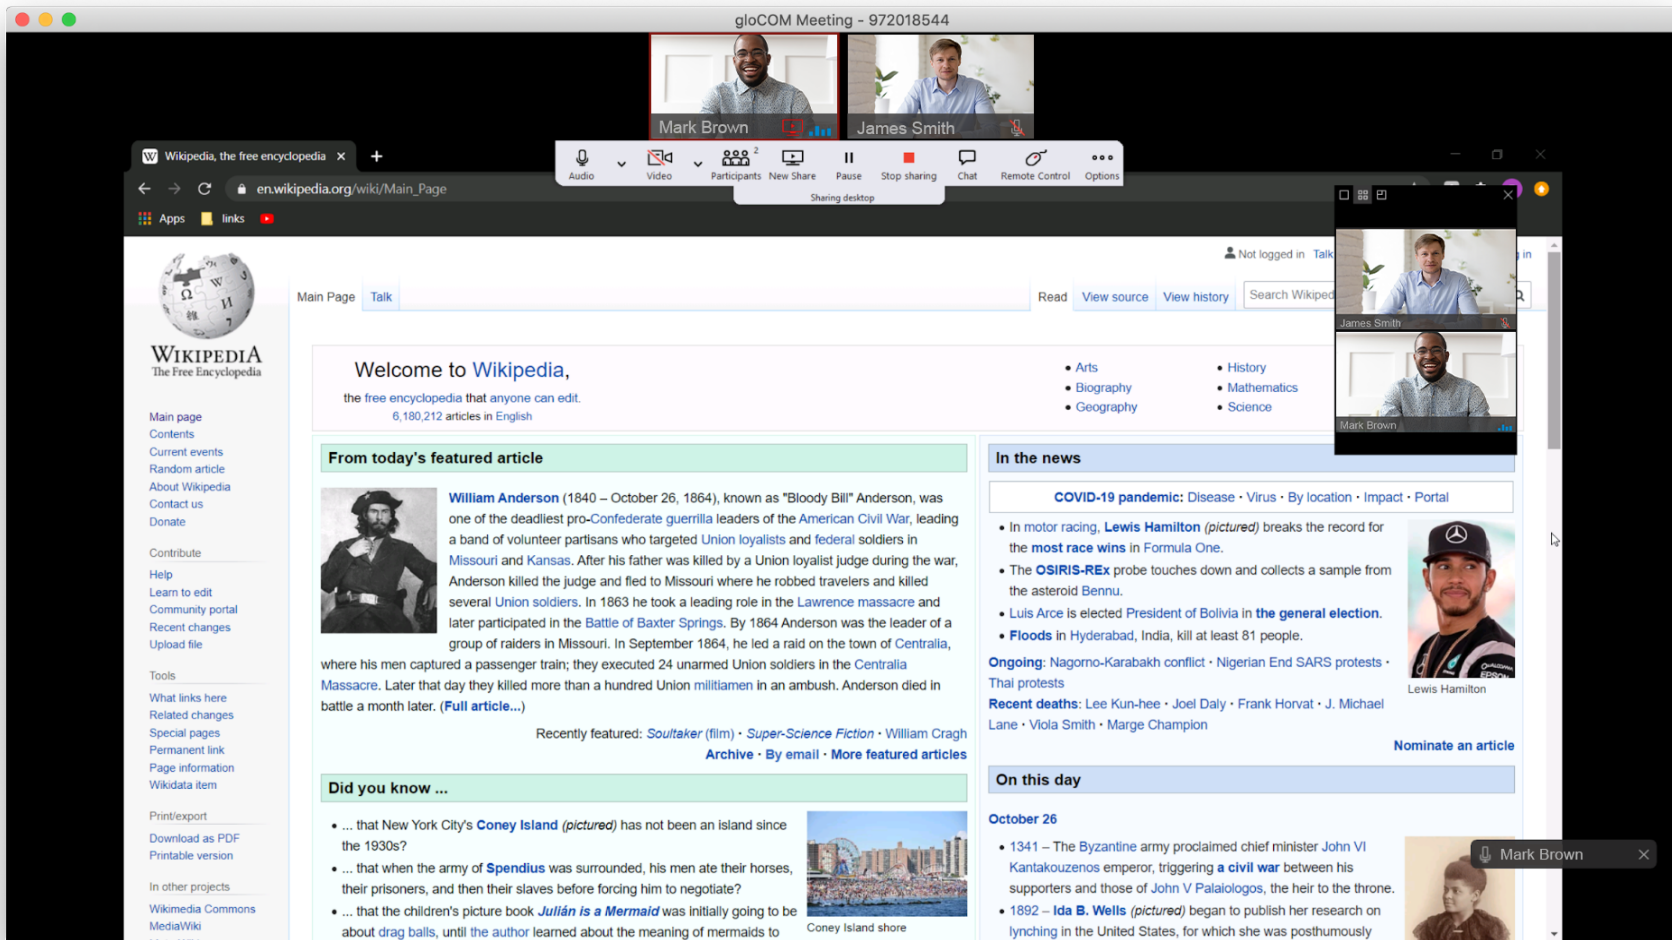 gloCOM Meeting - 972018544
Mark Brown
James Smith
Wikipedia, the free encyclopedia
Audio
Video
Participants
2
New Share
Pause
Stop sharing
Chat
Remote Control
Options
Sharing desktop
en.wikipedia.org/wiki/Main_Page
Apps
links
James Smith
Mark Brown
WIKIPEDIA
The Free Encyclopedia
Main page
Contents
Current events
Random article
About Wikipedia
Contact us
Donate
Contribute
Help
Learn to edit
Community portal
Recent changes
Upload file
Tools
What links here
Related changes
Special pages
Permanent link
Page information
Wikidata item
Print/export
Download as PDF
Printable version
In other projects
Wikimedia Commons
MediaWiki
Not logged in Talk
in
Main Page Talk
Read View source View history
Search Wikiped
Welcome to Wikipedia,
the free encyclopedia that anyone can edit.
6,180,212 articles in English
• Arts
• Biography
• Geography
• History
• Mathematics
• Science
From today's featured article
William Anderson (1840 – October 26, 1864), known as "Bloody Bill" Anderson, was
one of the deadliest pro-Confederate guerrilla leaders of the American Civil War, leading
a band of volunteer partisans who targeted Union loyalists and federal soldiers in
Missouri and Kansas. After his father was killed by a Union loyalist judge during the war,
Anderson killed the judge and fled to Missouri where he robbed travelers and killed
several Union soldiers. In 1863 he took a leading role in the Lawrence massacre and
later participated in the Battle of Baxter Springs. By 1864 Anderson was the leader of a
group of raiders in Missouri. In September 1864, he led a raid on the town of Centralia,
where his men captured a passenger train; they executed 24 unarmed Union soldiers in the Centralia
Massacre. Later that day they killed more than a hundred Union militiamen in an ambush. Anderson died in
battle a month later. (Full article...)
Recently featured: Soultaker (film) · Super-Science Fiction · William Cragh
Archive · By email · More featured articles
Did you know ...
• ... that New York City's Coney Island (pictured) has not been an island since
the 1930s?
• ... that when the army of Spendius was surrounded, his men ate their horses,
their prisoners, and then their slaves before forcing him to negotiate?
• ... that the children's picture book Julián is a Mermaid was initially going to be
about drag balls, until the author learned about the meaning of mermaids to
Coney Island shore
In the news
COVID-19 pandemic: Disease · Virus · By location · Impact · Portal
• In motor racing, Lewis Hamilton (pictured) breaks the record for
the most race wins in Formula One.
• The OSIRIS-REx probe touches down and collects a sample from
the asteroid Bennu.
• Luis Arce is elected President of Bolivia in the general election.
• Floods in Hyderabad, India, kill at least 81 people.
Lewis Hamilton
Ongoing: Nagorno-Karabakh conflict · Nigerian End SARS protests ·
Thai protests
Recent deaths: Lee Kun-hee · Joel Daly · Frank Horvat · J. Michael
Lane · Viola Smith · Marge Champion
Nominate an article
On this day
October 26
• 1341 – The Byzantine army proclaimed chief minister John VI
Kantakouzenos emperor, triggering a civil war between his
supporters and those of John V Palaiologos, the heir to the throne.
• 1892 – Ida B. Wells (pictured) began to publish her research on
lynching in the United States, for which she was posthumously
Mark Brown